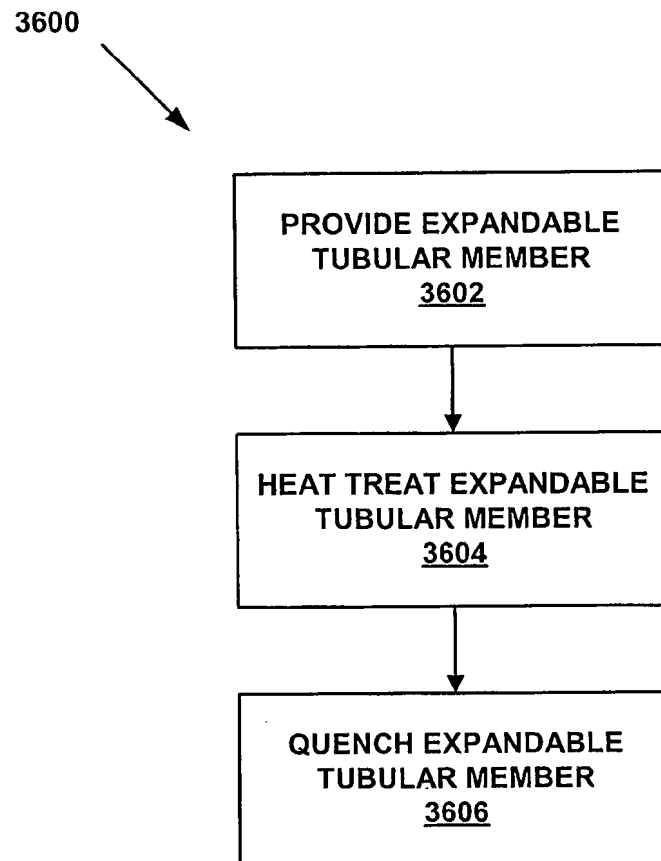 3600
PROVIDE EXPANDABLE
TUBULAR MEMBER
3602
HEAT TREAT EXPANDABLE
TUBULAR MEMBER
3604
QUENCH EXPANDABLE
TUBULAR MEMBER
3606